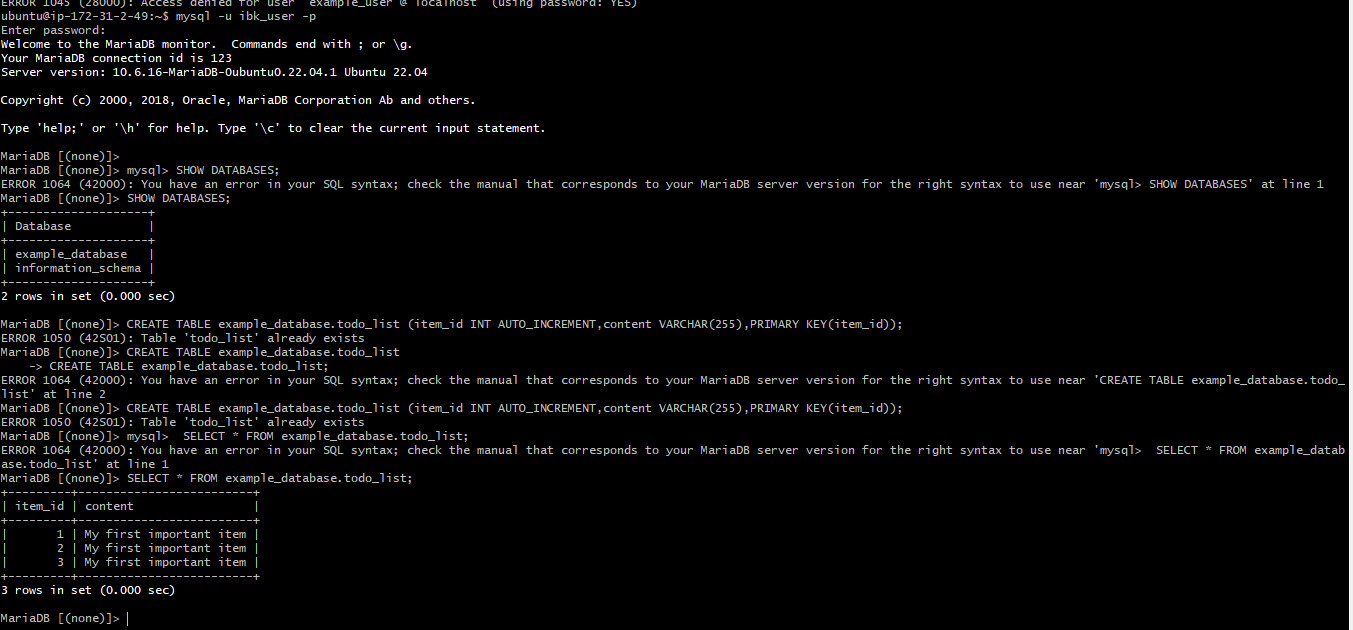 ERROR 1045 (28000): Access denied for user 'example_user'@'localhost' (using password: YES)
ubuntu@ip-172-31-2-49:~$ mysql -u ibk_user -p
Enter password:
Welcome to the MariaDB monitor.  Commands end with ; or \g.
Your MariaDB connection id is 123
Server version: 10.6.16-MariaDB-0ubuntu0.22.04.1 Ubuntu 22.04

Copyright (c) 2000, 2018, Oracle, MariaDB Corporation Ab and others.

Type 'help;' or '\h' for help. Type '\c' to clear the current input statement.

MariaDB [(none)]>
MariaDB [(none)]> mysql> SHOW DATABASES;
ERROR 1064 (42000): You have an error in your SQL syntax; check the manual that corresponds to your MariaDB server version for the right syntax to use near 'mysql> SHOW DATABASES' at line 1
MariaDB [(none)]> SHOW DATABASES;
+--------------------+
| Database           |
+--------------------+
| example_database   |
| information_schema |
+--------------------+
2 rows in set (0.000 sec)

MariaDB [(none)]> CREATE TABLE example_database.todo_list (item_id INT AUTO_INCREMENT,content VARCHAR(255),PRIMARY KEY(item_id));
ERROR 1050 (42S01): Table 'todo_list' already exists
MariaDB [(none)]> CREATE TABLE example_database.todo_list
    -> CREATE TABLE example_database.todo_list;
ERROR 1064 (42000): You have an error in your SQL syntax; check the manual that corresponds to your MariaDB server version for the right syntax to use near 'CREATE TABLE example_database.todo_
list' at line 2
MariaDB [(none)]> CREATE TABLE example_database.todo_list (item_id INT AUTO_INCREMENT,content VARCHAR(255),PRIMARY KEY(item_id));
ERROR 1050 (42S01): Table 'todo_list' already exists
MariaDB [(none)]> mysql>  SELECT * FROM example_database.todo_list;
ERROR 1064 (42000): You have an error in your SQL syntax; check the manual that corresponds to your MariaDB server version for the right syntax to use near 'mysql>  SELECT * FROM example_datab
ase.todo_list' at line 1
MariaDB [(none)]> SELECT * FROM example_database.todo_list;
+---------+-------------------------+
| item_id | content                 |
+---------+-------------------------+
|       1 | My first important item |
|       2 | My first important item |
|       3 | My first important item |
+---------+-------------------------+
3 rows in set (0.000 sec)

MariaDB [(none)]>